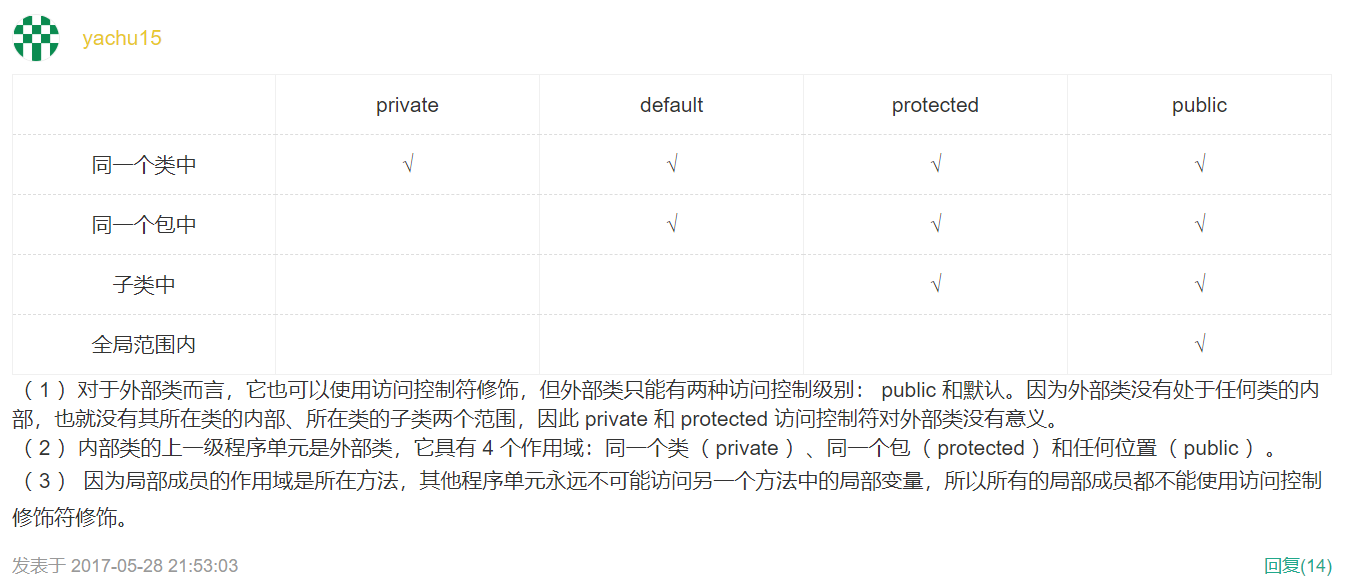 yachu15
private default protected public
同一个类中 √ √ √ √
同一个包中 √ √ √
子类中 √ √
全局范围内 √
（ 1 ）对于外部类而言，它也可以使用访问控制符修饰，但外部类只能有两种访问控制级别： public 和默认。因为外部类没有处于任何类的内
部，也就没有其所在类的内部、所在类的子类两个范围，因此 private 和 protected 访问控制符对外部类没有意义。
（ 2 ）内部类的上一级程序单元是外部类，它具有 4 个作用域：同一个类（ private ）、同一个包（ protected ）和任何位置（ public ）。
（ 3 ） 因为局部成员的作用域是所在方法，其他程序单元永远不可能访问另一个方法中的局部变量，所以所有的局部成员都不能使用访问控制
修饰符修饰。
发表于 2017-05-28 21:53:03 回复(14)